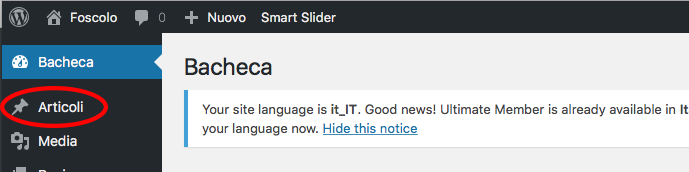 Foscolo 0 Nuovo Smart Slider
Bacheca
Bacheca
Articoli
Your site language is it_IT. Good news! Ultimate Member is already available in It
your language now. Hide this notice
Media